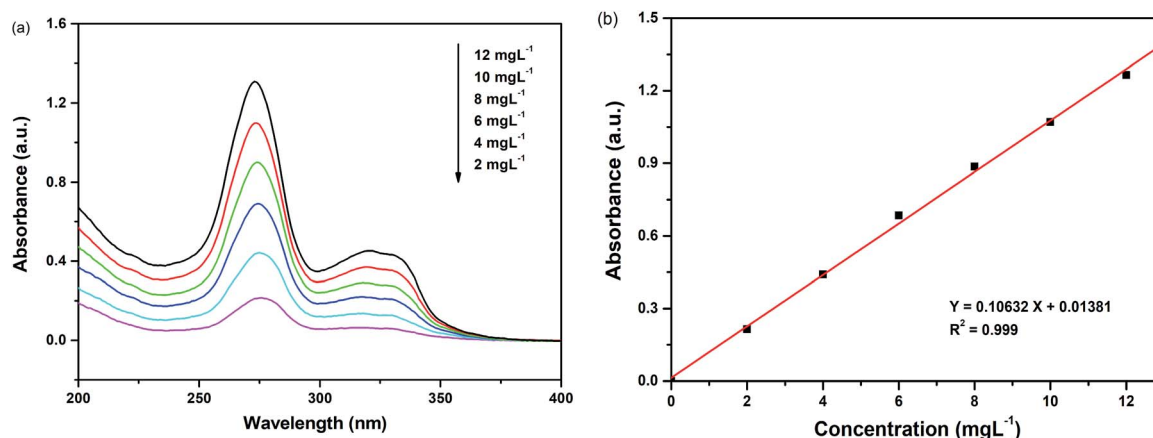 (a)
1.6
1.2
0.8
0.4
0.0
Absorbance (a.u.)
12 mgL⁻¹
10 mgL⁻¹
8 mgL⁻¹
6 mgL⁻¹
4 mgL⁻¹
2 mgL⁻¹
200 250 300 350 400
Wavelength (nm)
(b)
1.5
1.2
0.9
0.6
0.3
0.0
Absorbance (a.u.)
Y = 0.10632 X + 0.01381
R² = 0.999
0 2 4 6 8 10 12
Concentration (mgL⁻¹)